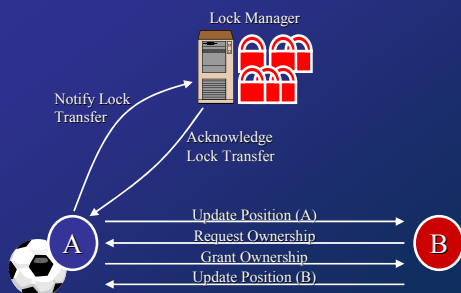 Lock Manager
Notify Lock
Transfer
Acknowledge
Lock Transfer
Update Position (A)
Request Ownership
Grant Ownership
Update Position (B)
A
B